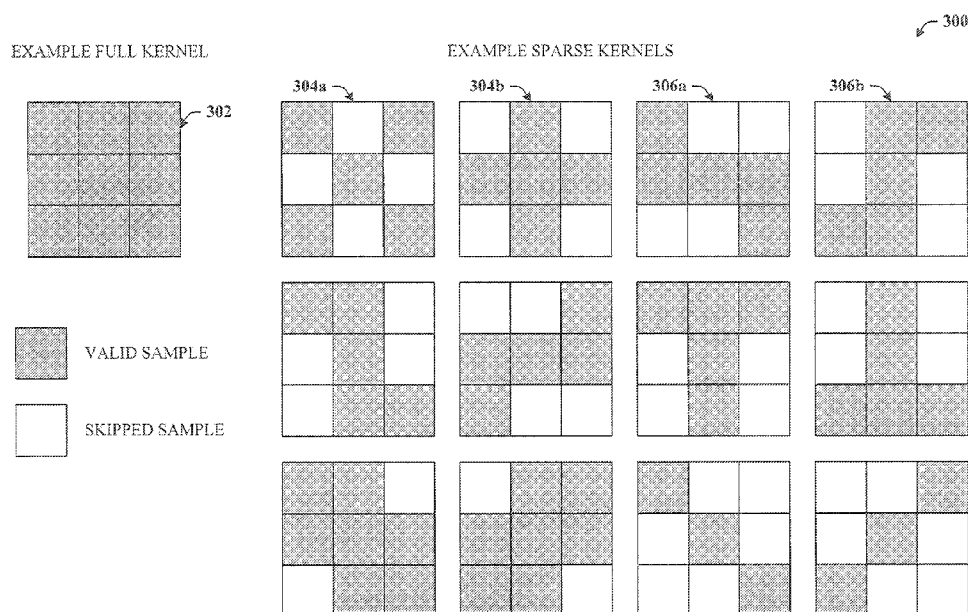 300
EXAMPLE FULL KERNEL
EXAMPLE SPARSE KERNELS
304a
304b
306a
306b
302
VALID SAMPLE
SKIPPED SAMPLE